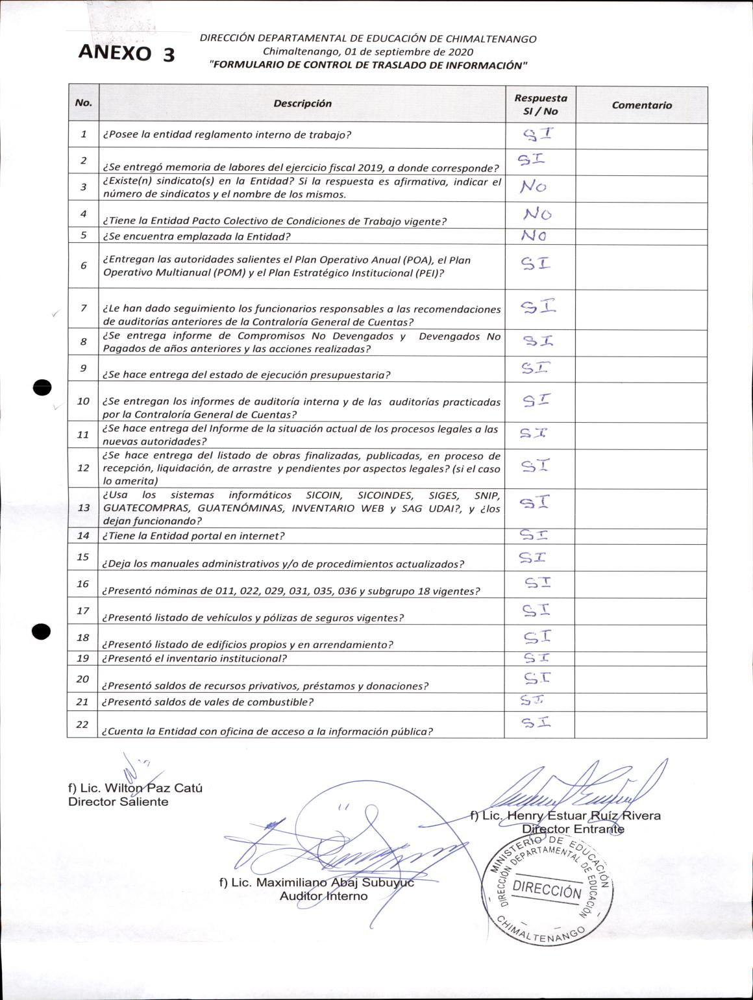 DIRECCIÓN DEPARTAMENTAL DE EDUCACIÓN DE CHIMALTENANGO
ANEXO 3
Chimaltenango, 01 de septiembre de 2020
"FORMULARIO DE CONTROL DE TRASLADO DE INFORMACIÓN"
No. Descripción Respuesta SI / No Comentario
1 ¿Posee la entidad reglamento interno de trabajo? SI
2 ¿Se entregó memoria de labores del ejercicio fiscal 2019, a donde corresponde? SI
3 ¿Existe(n) sindicato(s) en la Entidad? Si la respuesta es afirmativa, indicar el
número de sindicatos y el nombre de los mismos. No
4 ¿Tiene la Entidad Pacto Colectivo de Condiciones de Trabajo vigente? No
5 ¿Se encuentra emplazada la Entidad? No
6 ¿Entregan las autoridades salientes el Plan Operativo Anual (POA), el Plan
Operativo Multianual (POM) y el Plan Estratégico Institucional (PEI)? SI
7 ¿Le han dado seguimiento los funcionarios responsables a las recomendaciones
de auditorías anteriores de la Contraloría General de Cuentas? SI
8 ¿Se entrega informe de Compromisos No Devengados y Devengados No
Pagados de años anteriores y las acciones realizadas? SI
9 ¿Se hace entrega del estado de ejecución presupuestaria? SI
10 ¿Se entregan los informes de auditoría interna y de las auditorías practicadas
por la Contraloría General de Cuentas? SI
11 ¿Se hace entrega del Informe de la situación actual de los procesos legales a las
nuevas autoridades? SI
12 ¿Se hace entrega del listado de obras finalizadas, publicadas, en proceso de
recepción, liquidación, de arrastre y pendientes por aspectos legales? (si el caso
lo amerita) SI
13 ¿Usa los sistemas informáticos SICOIN, SICOINDES, SIGES, SNIP,
GUATECOMPRAS, GUATENÓMINAS, INVENTARIO WEB y SAG UDAI?, y ¿los
dejan funcionando? SI
14 ¿Tiene la Entidad portal en internet? SI
15 ¿Deja los manuales administrativos y/o de procedimientos actualizados? SI
16 ¿Presentó nóminas de 011, 022, 029, 031, 035, 036 y subgrupo 18 vigentes? SI
17 ¿Presentó listado de vehículos y pólizas de seguros vigentes? SI
18 ¿Presentó listado de edificios propios y en arrendamiento? SI
19 ¿Presentó el inventario institucional? SI
20 ¿Presentó saldos de recursos privativos, préstamos y donaciones? SI
21 ¿Presentó saldos de vales de combustible? SI
22 ¿Cuenta la Entidad con oficina de acceso a la información pública? SI
f) Lic. Wilton Paz Catú
Director Saliente
f) Lic. Henry Estuar Ruíz Rivera
Director Entrante
f) Lic. Maximiliano Abaj Subuyuc
Auditor Interno
MINISTERIO DE EDUCACIÓN
DIRECCIÓN DEPARTAMENTAL DE EDUCACIÓN
DIRECCIÓN
CHIMALTENANGO